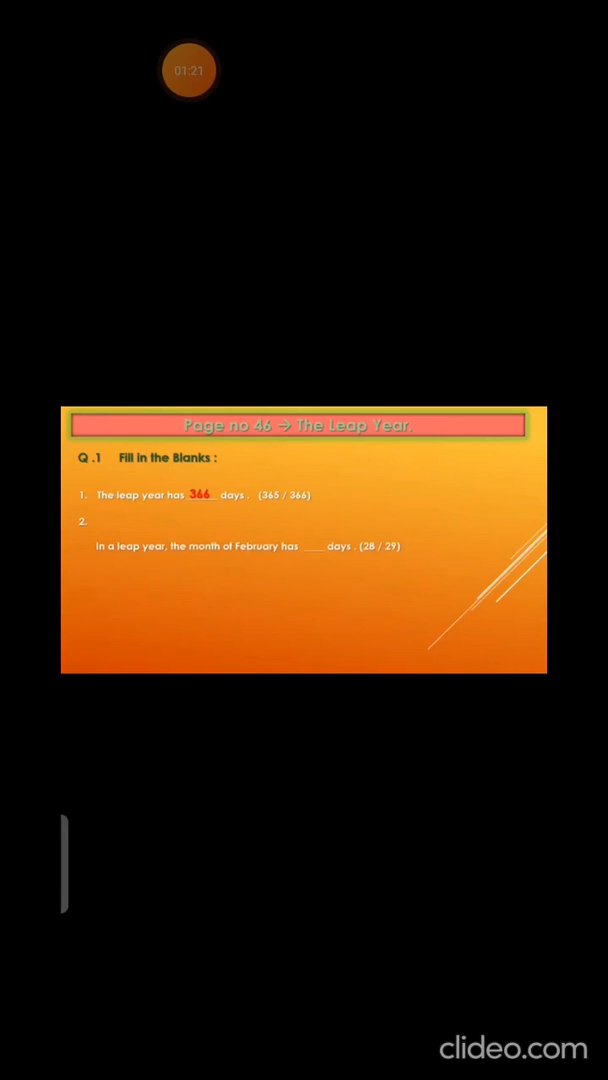 01:21
Page no 46 → The Leap Year.
Q .1 Fill in the Blanks :
1. The leap year has 366 days . (365 / 366)
2.
In a leap year, the month of February has ____ days . (28 / 29)
clideo.com